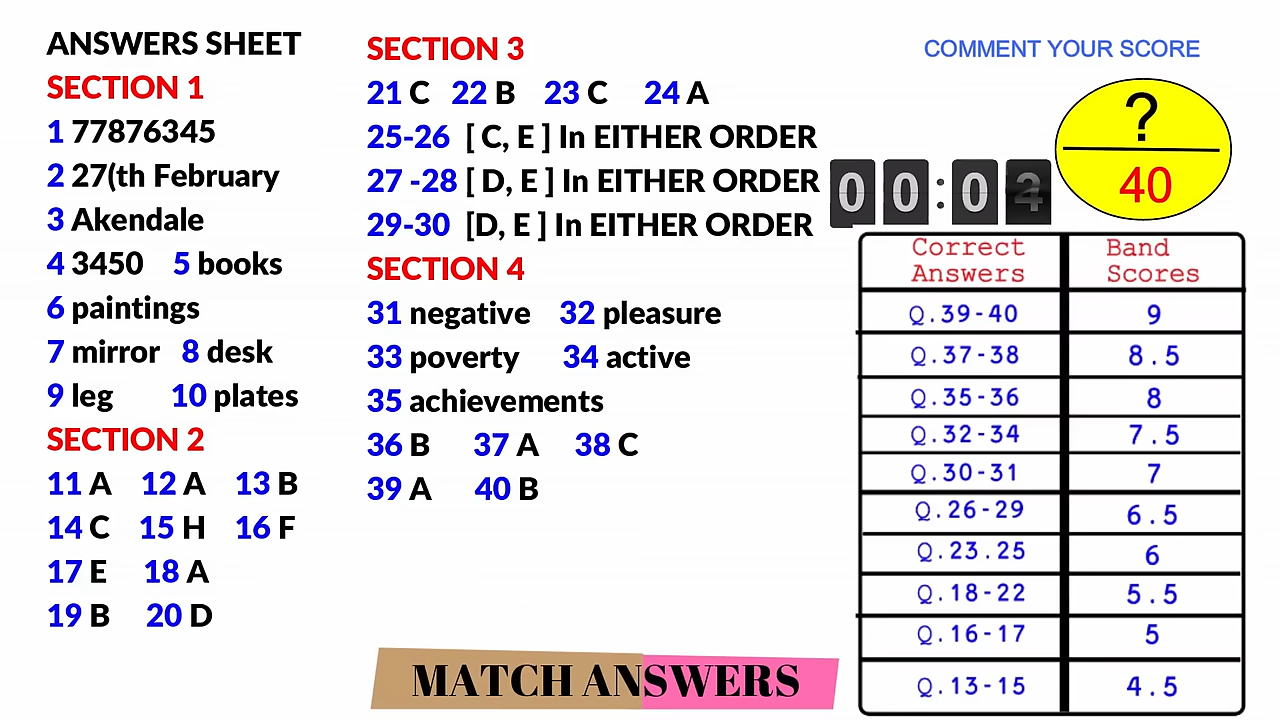 ANSWERS SHEET
SECTION 1
1 77876345
2 27(th February
3 Akendale
4 3450 5 books
6 paintings
7 mirror 8 desk
9 leg 10 plates
SECTION 2
11 A 12 A 13 B
14 C 15 H 16 F
17 E 18 A
19 B 20 D
SECTION 3
21 C 22 B 23 C 24 A
25-26 [ C, E ] In EITHER ORDER
27 -28 [ D, E ] In EITHER ORDER
29-30 [D, E ] In EITHER ORDER
SECTION 4
31 negative 32 pleasure
33 poverty 34 active
35 achievements
36 B 37 A 38 C
39 A 40 B
MATCH ANSWERS
COMMENT YOUR SCORE
?
40
00:0
Correct Answers Band Scores
Q.39-40 9
Q.37-38 8.5
Q.35-36 8
Q.32-34 7.5
Q.30-31 7
Q.26-29 6.5
Q.23.25 6
Q.18-22 5.5
Q.16-17 5
Q.13-15 4.5